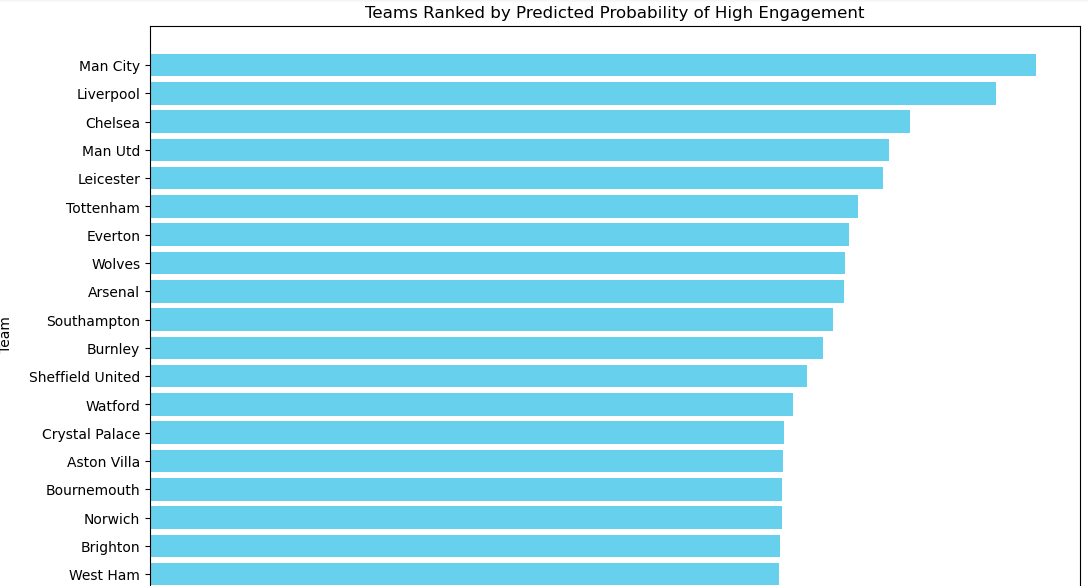 Teams Ranked by Predicted Probability of High Engagement
Man City
Liverpool
Chelsea
Man Utd
Leicester
Tottenham
Everton
Wolves
Arsenal
Southampton
Burnley
Sheffield United
Watford
Crystal Palace
Aston Villa
Bournemouth
Norwich
Brighton
West Ham
Team